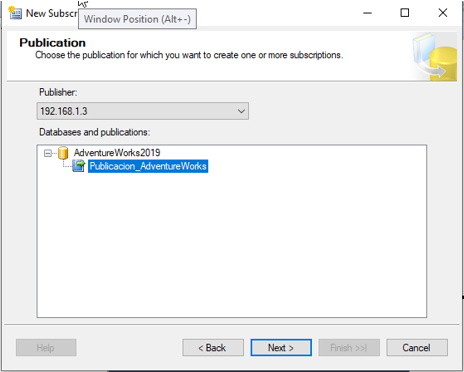 New Subscr
Window Position (Alt+-)
Publication
Choose the publication for which you want to create one or more subscriptions.
Publisher:
192.168.1.3
Databases and publications:
AdventureWorks2019
Publicacion_AdventureWorks
Help
< Back
Next >
Finish >>|
Cancel